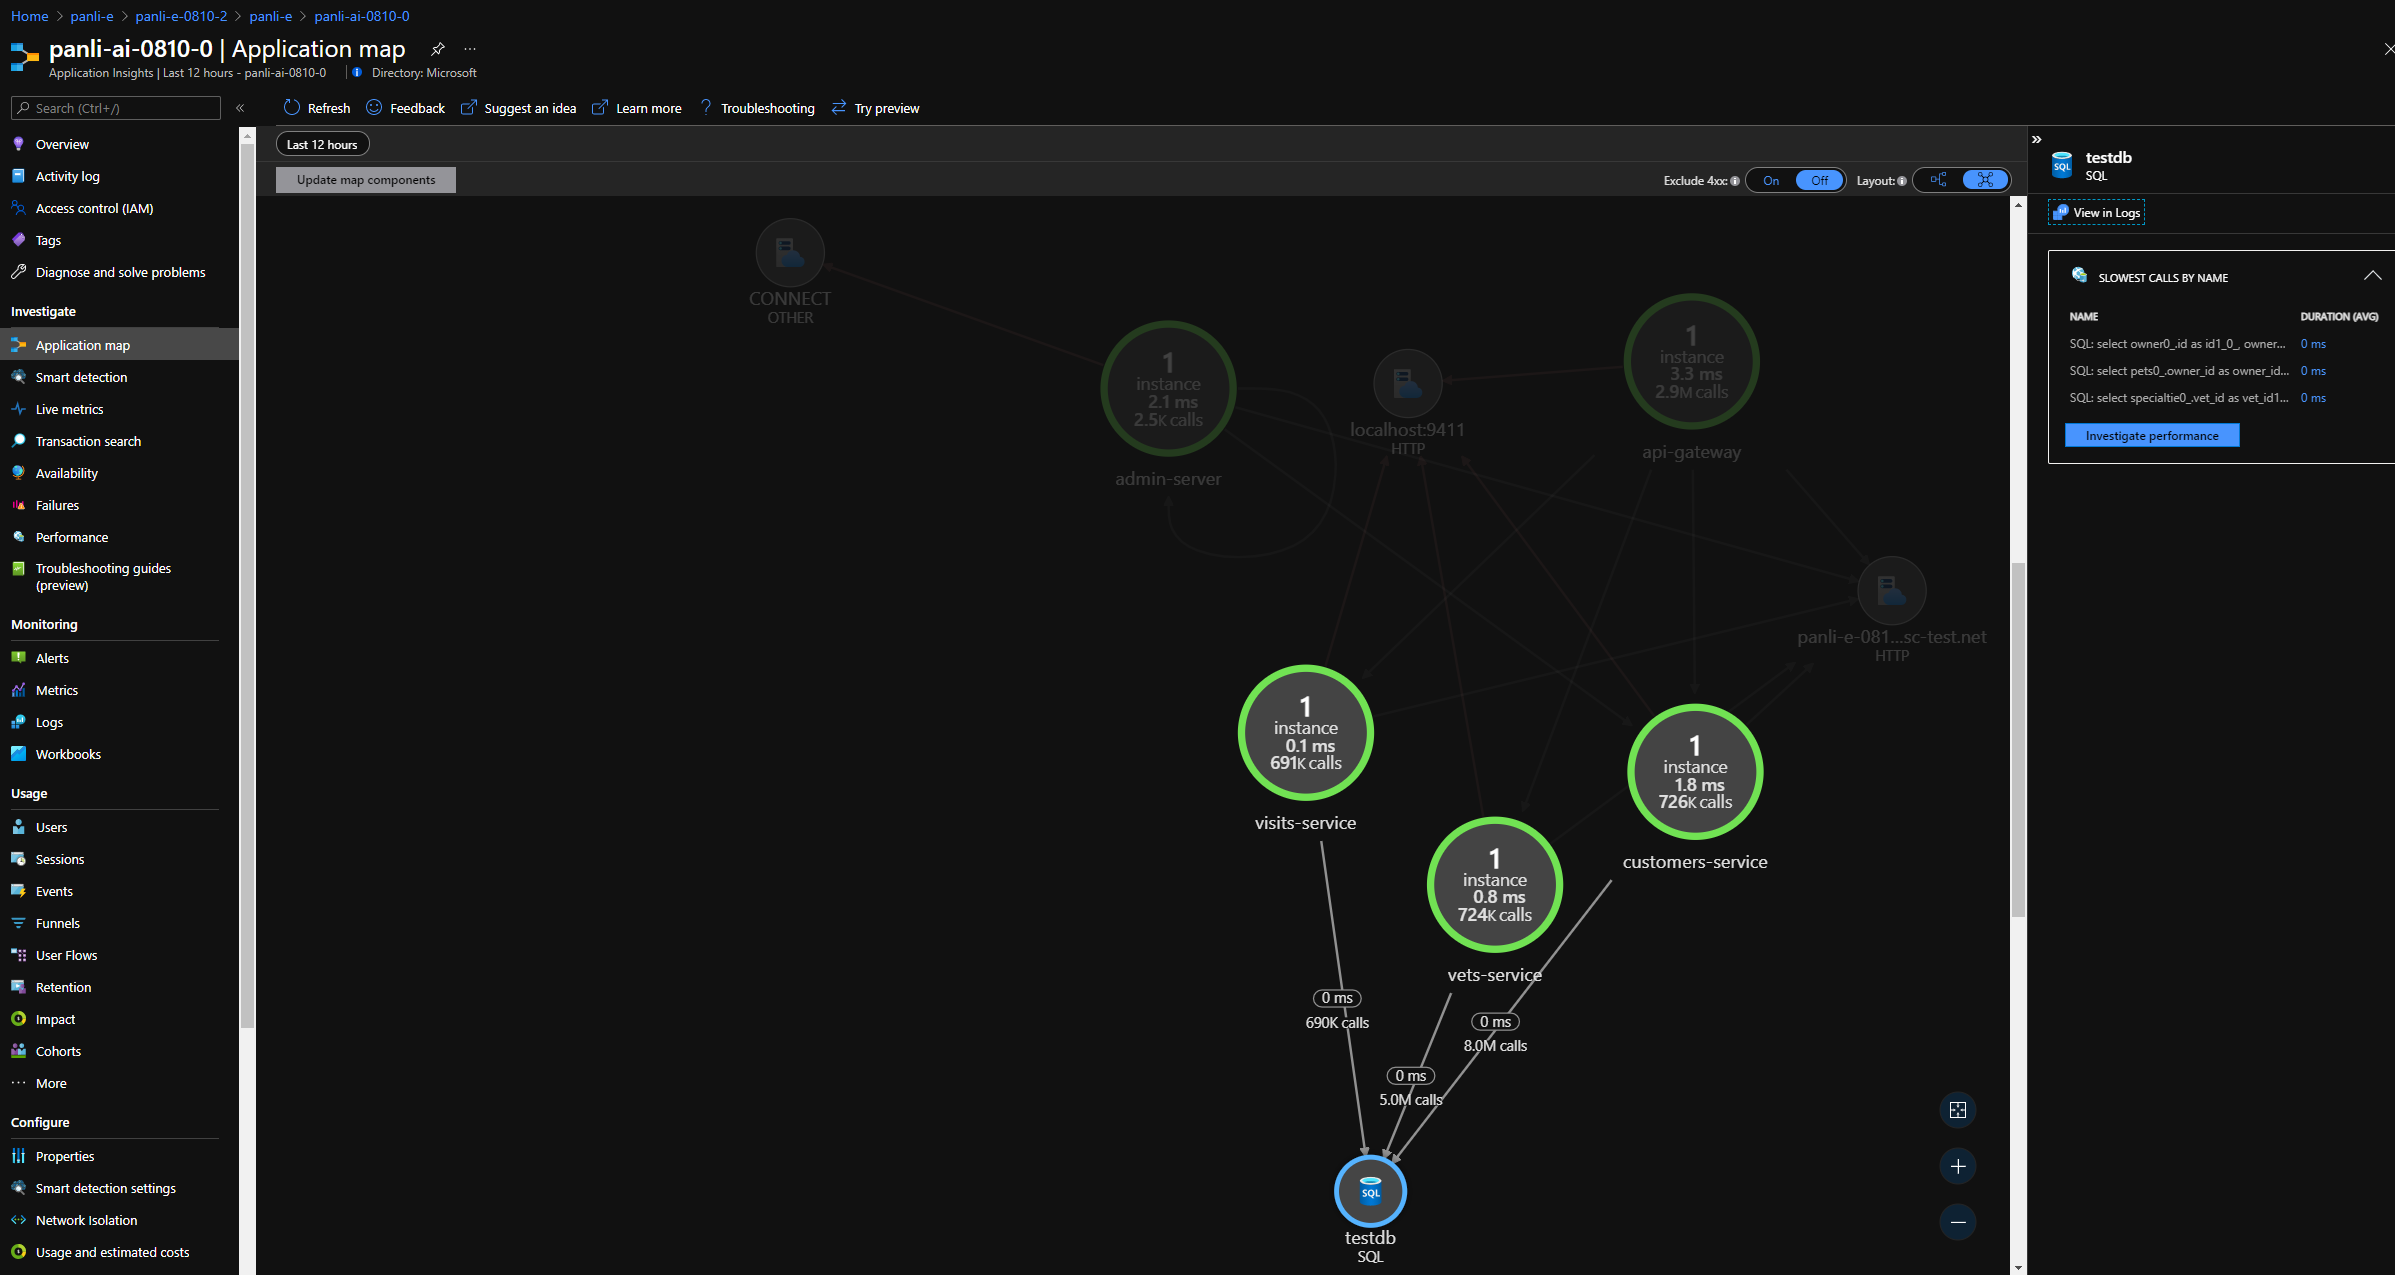 Home > panli-e > panli-e-0810-2 > panli-e > panli-ai-0810-0
panli-ai-0810-0 | Application map
Application Insights | Last 12 hours - panli-ai-0810-0 | Directory: Microsoft
Search (Ctrl+/)
Overview
Activity log
Access control (IAM)
Tags
Diagnose and solve problems
Investigate
Application map
Smart detection
Live metrics
Transaction search
Availability
Failures
Performance
Troubleshooting guides
(preview)
Monitoring
Alerts
Metrics
Logs
Workbooks
Usage
Users
Sessions
Events
Funnels
User Flows
Retention
Impact
Cohorts
More
Configure
Properties
Smart detection settings
Network Isolation
Usage and estimated costs
Refresh Feedback Suggest an idea Learn more Troubleshooting Try preview
Last 12 hours
Update map components
Exclude 4xx: On Off Layout:
CONNECT
OTHER
1
instance
2.1 ms
2.5K calls
admin-server
localhost:9411
HTTP
1
instance
3.3 ms
2.9M calls
api-gateway
panli-e-081...sc-test.net
HTTP
1
instance
0.1 ms
691K calls
visits-service
1
instance
0.8 ms
724K calls
vets-service
1
instance
1.8 ms
726K calls
customers-service
0 ms
690K calls
0 ms
8.0M calls
0 ms
5.0M calls
SQL
testdb
SQL
SQL
testdb
SQL
View in Logs
SLOWEST CALLS BY NAME
NAME DURATION (AVG)
SQL: select owner0_.id as id1_0_, owner... 0 ms
SQL: select pets0_.owner_id as owner_id... 0 ms
SQL: select specialtie0_.vet_id as vet_id1... 0 ms
Investigate performance